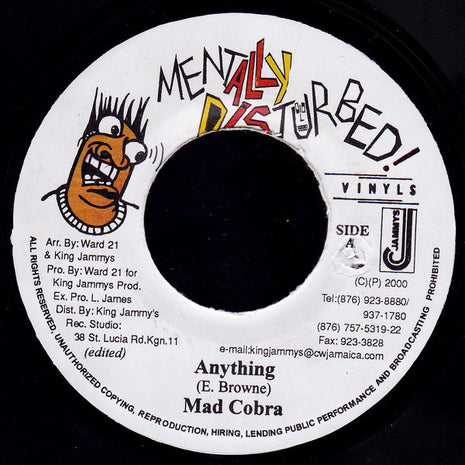 MENTALLY
DISTURBED!
VINYLS
SIDE
A
JAMMYS
Arr. By: Ward 21
& King Jammys
Pro. By: Ward 21 for
King Jammys Prod.
Ex. Pro. L. James
Dist. By: King Jammy's
Rec. Studio:
38 St. Lucia Rd.Kgn.11
(edited)
(C)(P) 2000
Tel:(876) 923-8880/
937-1780
(876) 757-5319-22
Fax: 923-3828
e-mail:kingjammys@cwjamaica.com
Anything
(E. Browne)
Mad Cobra
ALL RIGHTS RESERVED, UNAUTHORIZED COPYING, REPRODUCTION, HIRING, LENDING PUBLIC PERFORMANCE AND BROADCASTING PROHIBITED